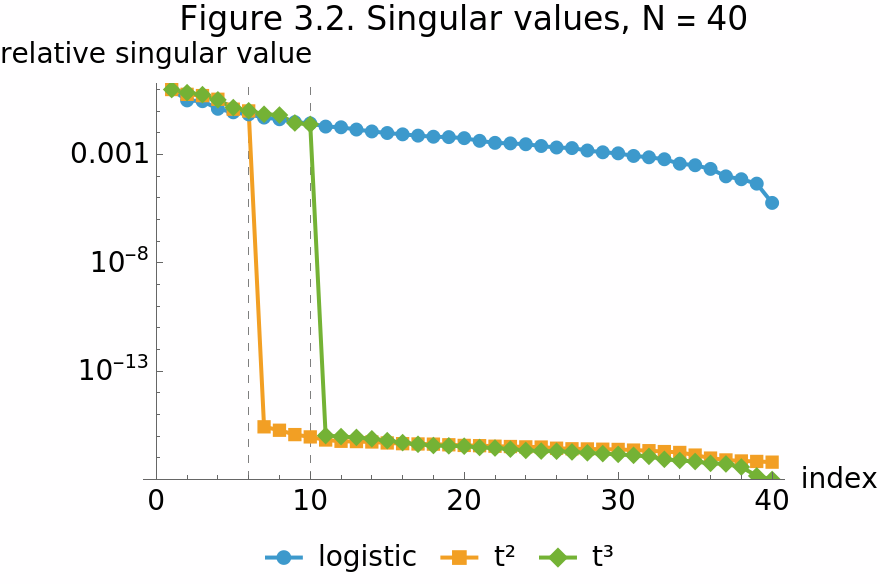 Figure 3.2. Singular values, N = 40
relative singular value
0.001
10⁻⁸
10⁻¹³
0 10 20 30 40
index
logistic t² t³